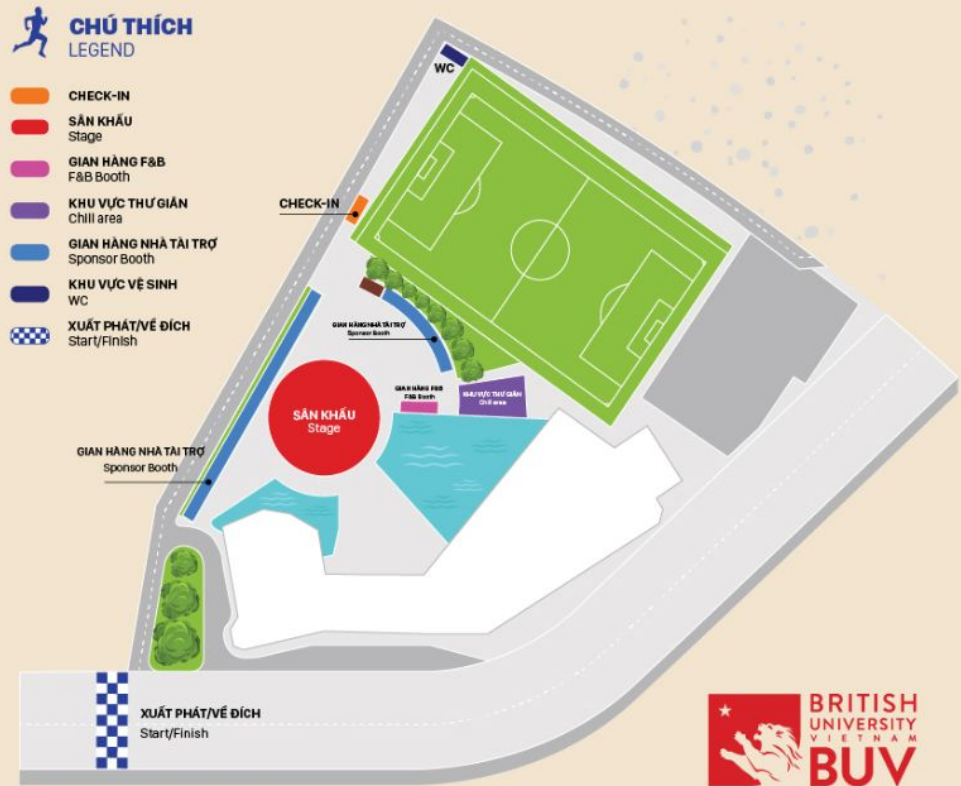 CHÚ THÍCH
LEGEND
CHECK-IN
SÂN KHẤU
Stage
GIAN HÀNG F&B
F&B Booth
KHU VỰC THƯ GIÃN
Chill area
GIAN HÀNG NHÀ TÀI TRỢ
Sponsor Booth
KHU VỰC VỆ SINH
WC
XUẤT PHÁT/VỀ ĐÍCH
Start/Finish
WC
CHECK-IN
GIAN HÀNG NHÀ TÀI TRỢ
Sponsor Booth
GIAN HÀNG F&B
F&B Booth
KHU VỰC THƯ GIÃN
Chill area
SÂN KHẤU
Stage
GIAN HÀNG NHÀ TÀI TRỢ
Sponsor Booth
XUẤT PHÁT/VỀ ĐÍCH
Start/Finish
BRITISH
UNIVERSITY
VIETNAM
BUV